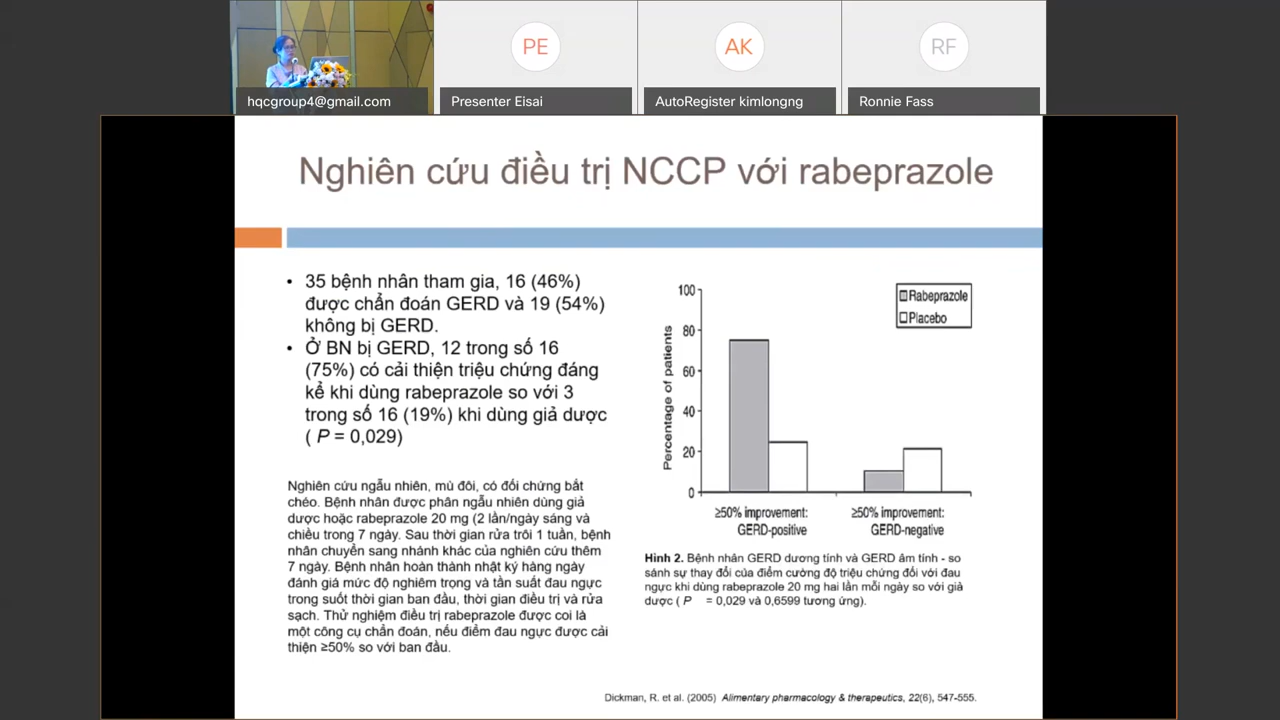 PE
AK
RF
hqcgroup4@gmail.com
Presenter Eisai
AutoRegister kimlongng
Ronnie Fass
Nghiên cứu điều trị NCCP với rabeprazole
• 35 bệnh nhân tham gia, 16 (46%)
được chẩn đoán GERD và 19 (54%)
không bị GERD.
• Ở BN bị GERD, 12 trong số 16
(75%) có cải thiện triệu chứng đáng
kể khi dùng rabeprazole so với 3
trong số 16 (19%) khi dùng giả dược
( P = 0,029)
Nghiên cứu ngẫu nhiên, mù đôi, có đối chứng bắt
chéo. Bệnh nhân được phân ngẫu nhiên dùng giả
dược hoặc rabeprazole 20 mg (2 lần/ngày sáng và
chiều trong 7 ngày. Sau thời gian rửa trôi 1 tuần, bệnh
nhân chuyển sang nhánh khác của nghiên cứu thêm
7 ngày. Bệnh nhân hoàn thành nhật ký hàng ngày
đánh giá mức độ nghiêm trọng và tần suất đau ngực
trong suốt thời gian ban đầu, thời gian điều trị và rửa
sạch. Thử nghiệm điều trị rabeprazole được coi là
một công cụ chẩn đoán, nếu điểm đau ngực được cải
thiện ≥50% so với ban đầu.
Percentage of patients
100
80
60
40
20
0
Rabeprazole
Placebo
≥50% improvement:
GERD-positive
≥50% improvement:
GERD-negative
Hình 2. Bệnh nhân GERD dương tính và GERD âm tính - so
sánh sự thay đổi của điểm cường độ triệu chứng đối với đau
ngực khi dùng rabeprazole 20 mg hai lần mỗi ngày so với giả
dược ( P = 0,029 và 0,6599 tương ứng).
Dickman, R. et al. (2005) Alimentary pharmacology & therapeutics, 22(6), 547-555.